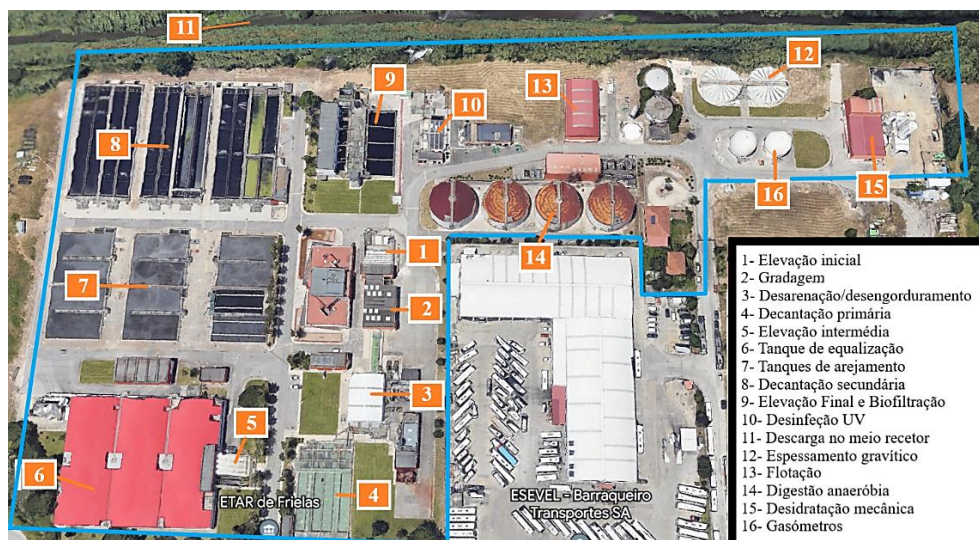 11
12
9
13
10
8
16
15
14
1
7
2
3
5
6
4
ETAR de Frielas
ESEVEL - Barraqueiro
Transportes SA
1- Elevação inicial
2- Gradagem
3- Desarenação/desengorduramento
4- Decantação primária
5- Elevação intermédia
6- Tanque de equalização
7- Tanques de arejamento
8- Decantação secundária
9- Elevação Final e Biofiltração
10- Desinfeção UV
11- Descarga no meio recetor
12- Espessamento gravítico
13- Flotação
14- Digestão anaeróbia
15- Desidratação mecânica
16- Gasómetros